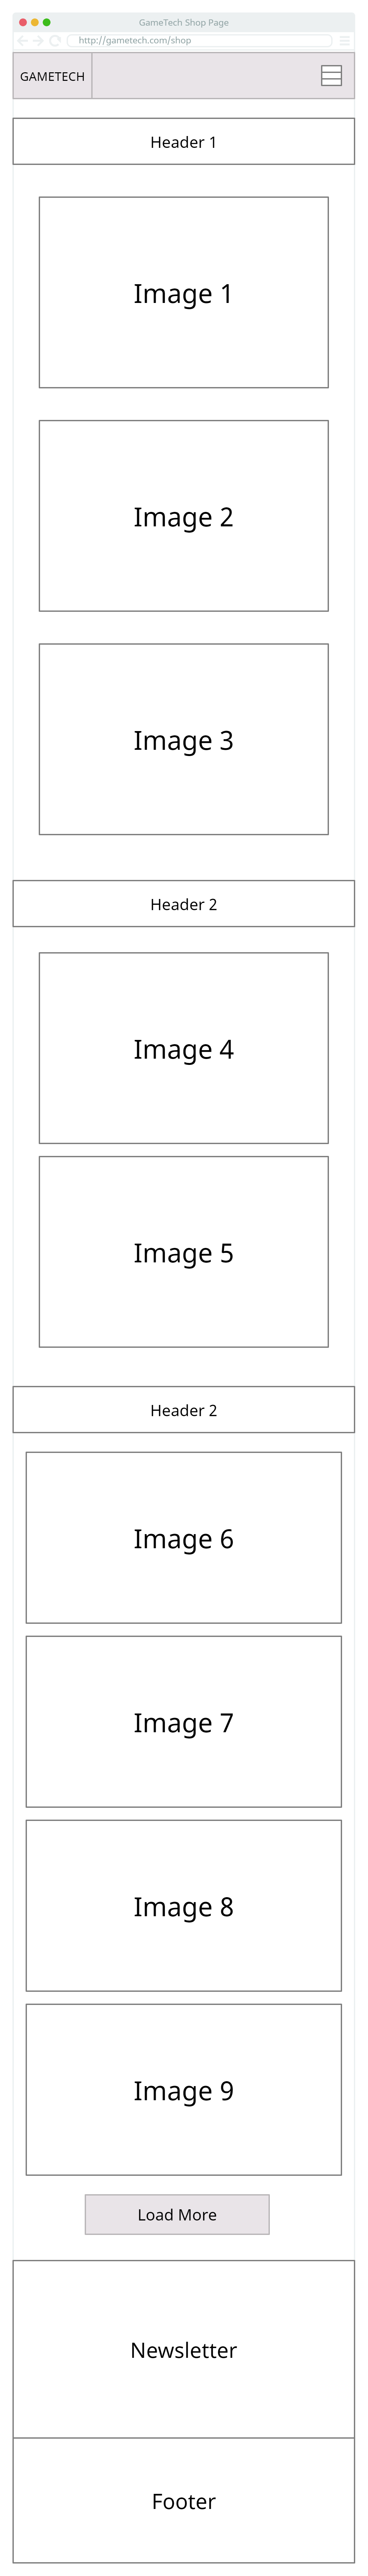 GameTech Shop Page
http://gametech.com/shop
GAMETECH
Header 1
Image 1
Image 2
Image 3
Header 2
Image 4
Image 5
Header 2
Image 6
Image 7
Image 8
Image 9
Load More
Newsletter
Footer